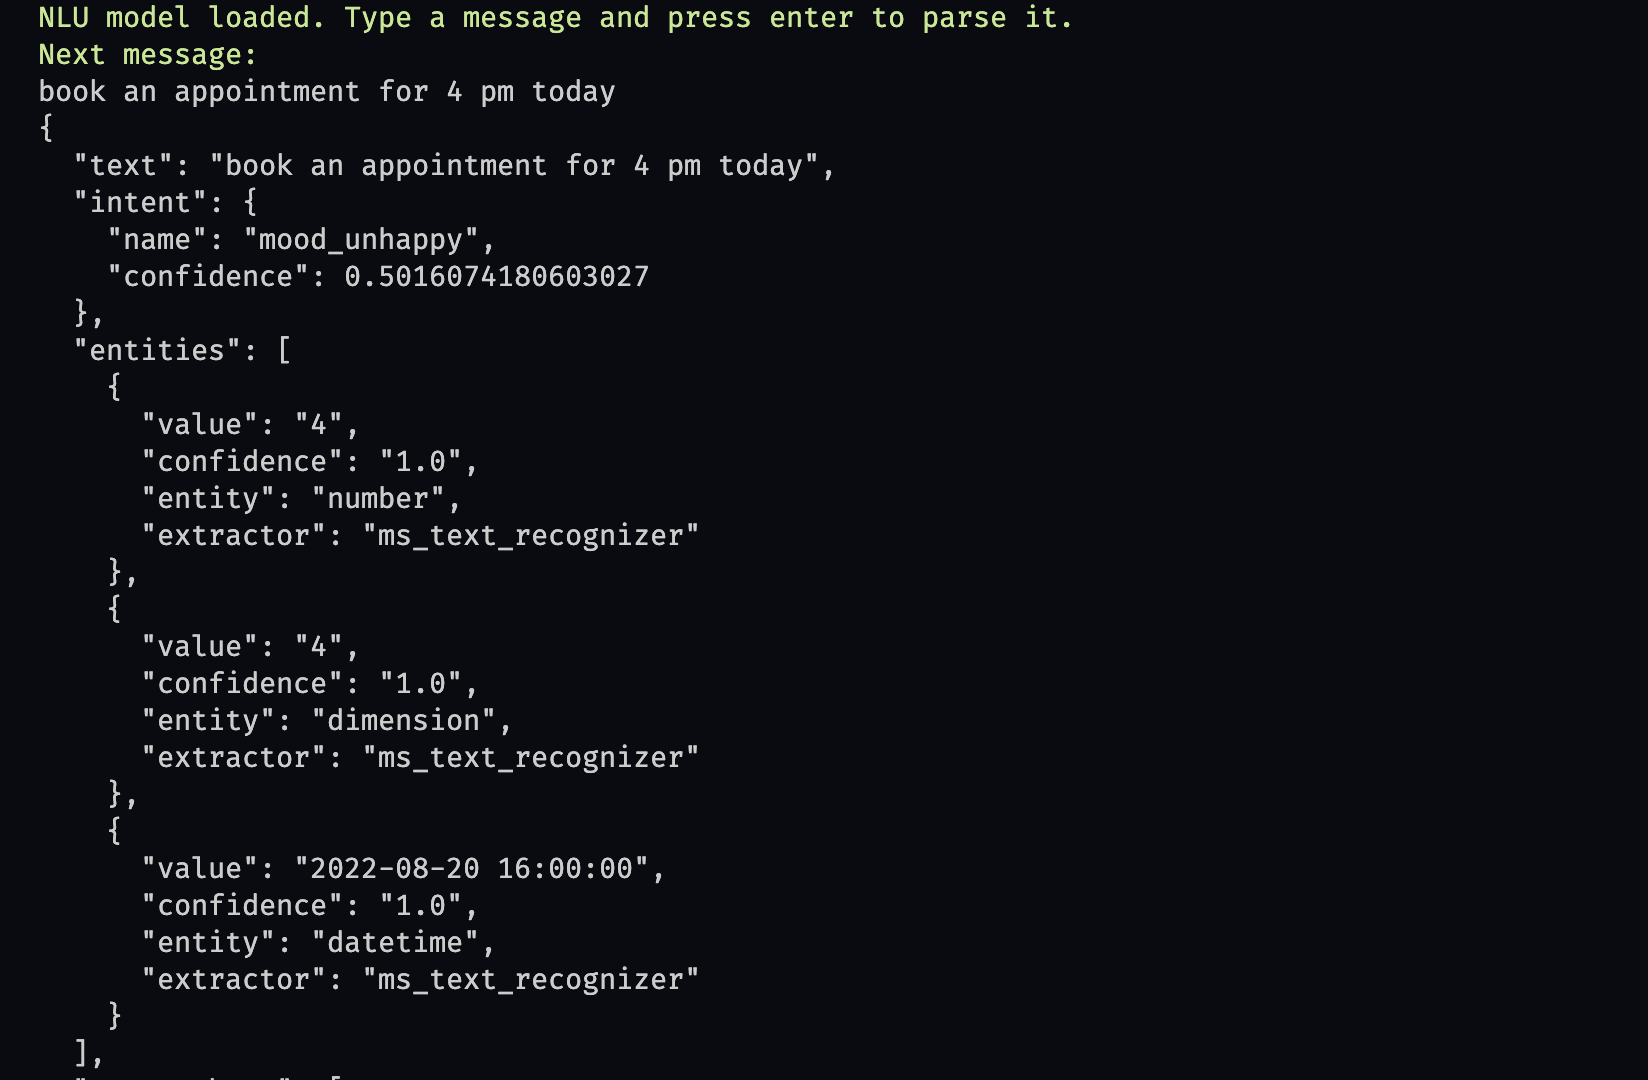 NLU model loaded. Type a message and press enter to parse it.
Next message:
book an appointment for 4 pm today
{
  "text": "book an appointment for 4 pm today",
  "intent": {
    "name": "mood_unhappy",
    "confidence": 0.5016074180603027
  },
  "entities": [
    {
      "value": "4",
      "confidence": "1.0",
      "entity": "number",
      "extractor": "ms_text_recognizer"
    },
    {
      "value": "4",
      "confidence": "1.0",
      "entity": "dimension",
      "extractor": "ms_text_recognizer"
    },
    {
      "value": "2022-08-20 16:00:00",
      "confidence": "1.0",
      "entity": "datetime",
      "extractor": "ms_text_recognizer"
    }
  ],